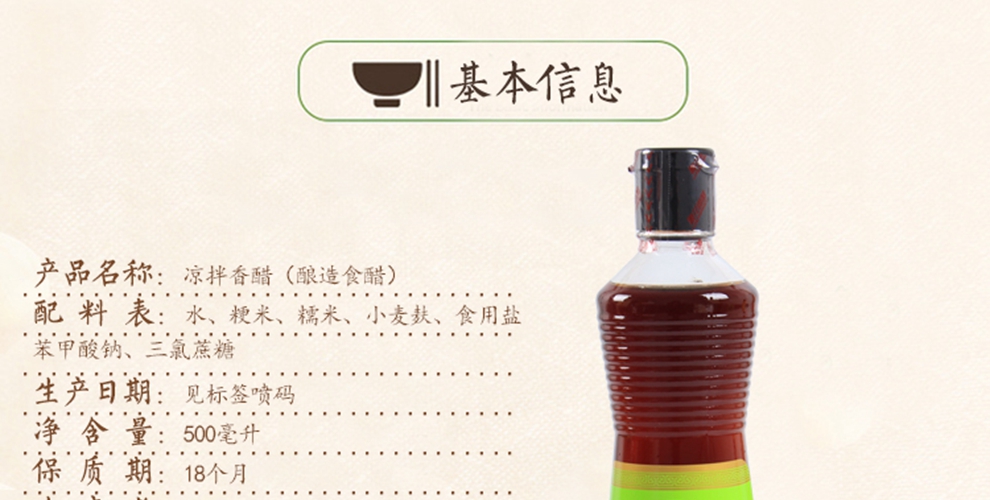 基本信息
产品名称：凉拌香醋（酿造食醋）
配料表：水、粳米、糯米、小麦麸、食用盐
苯甲酸钠、三氯蔗糖
生产日期：见标签喷码
净含量：500毫升
保质期：18个月